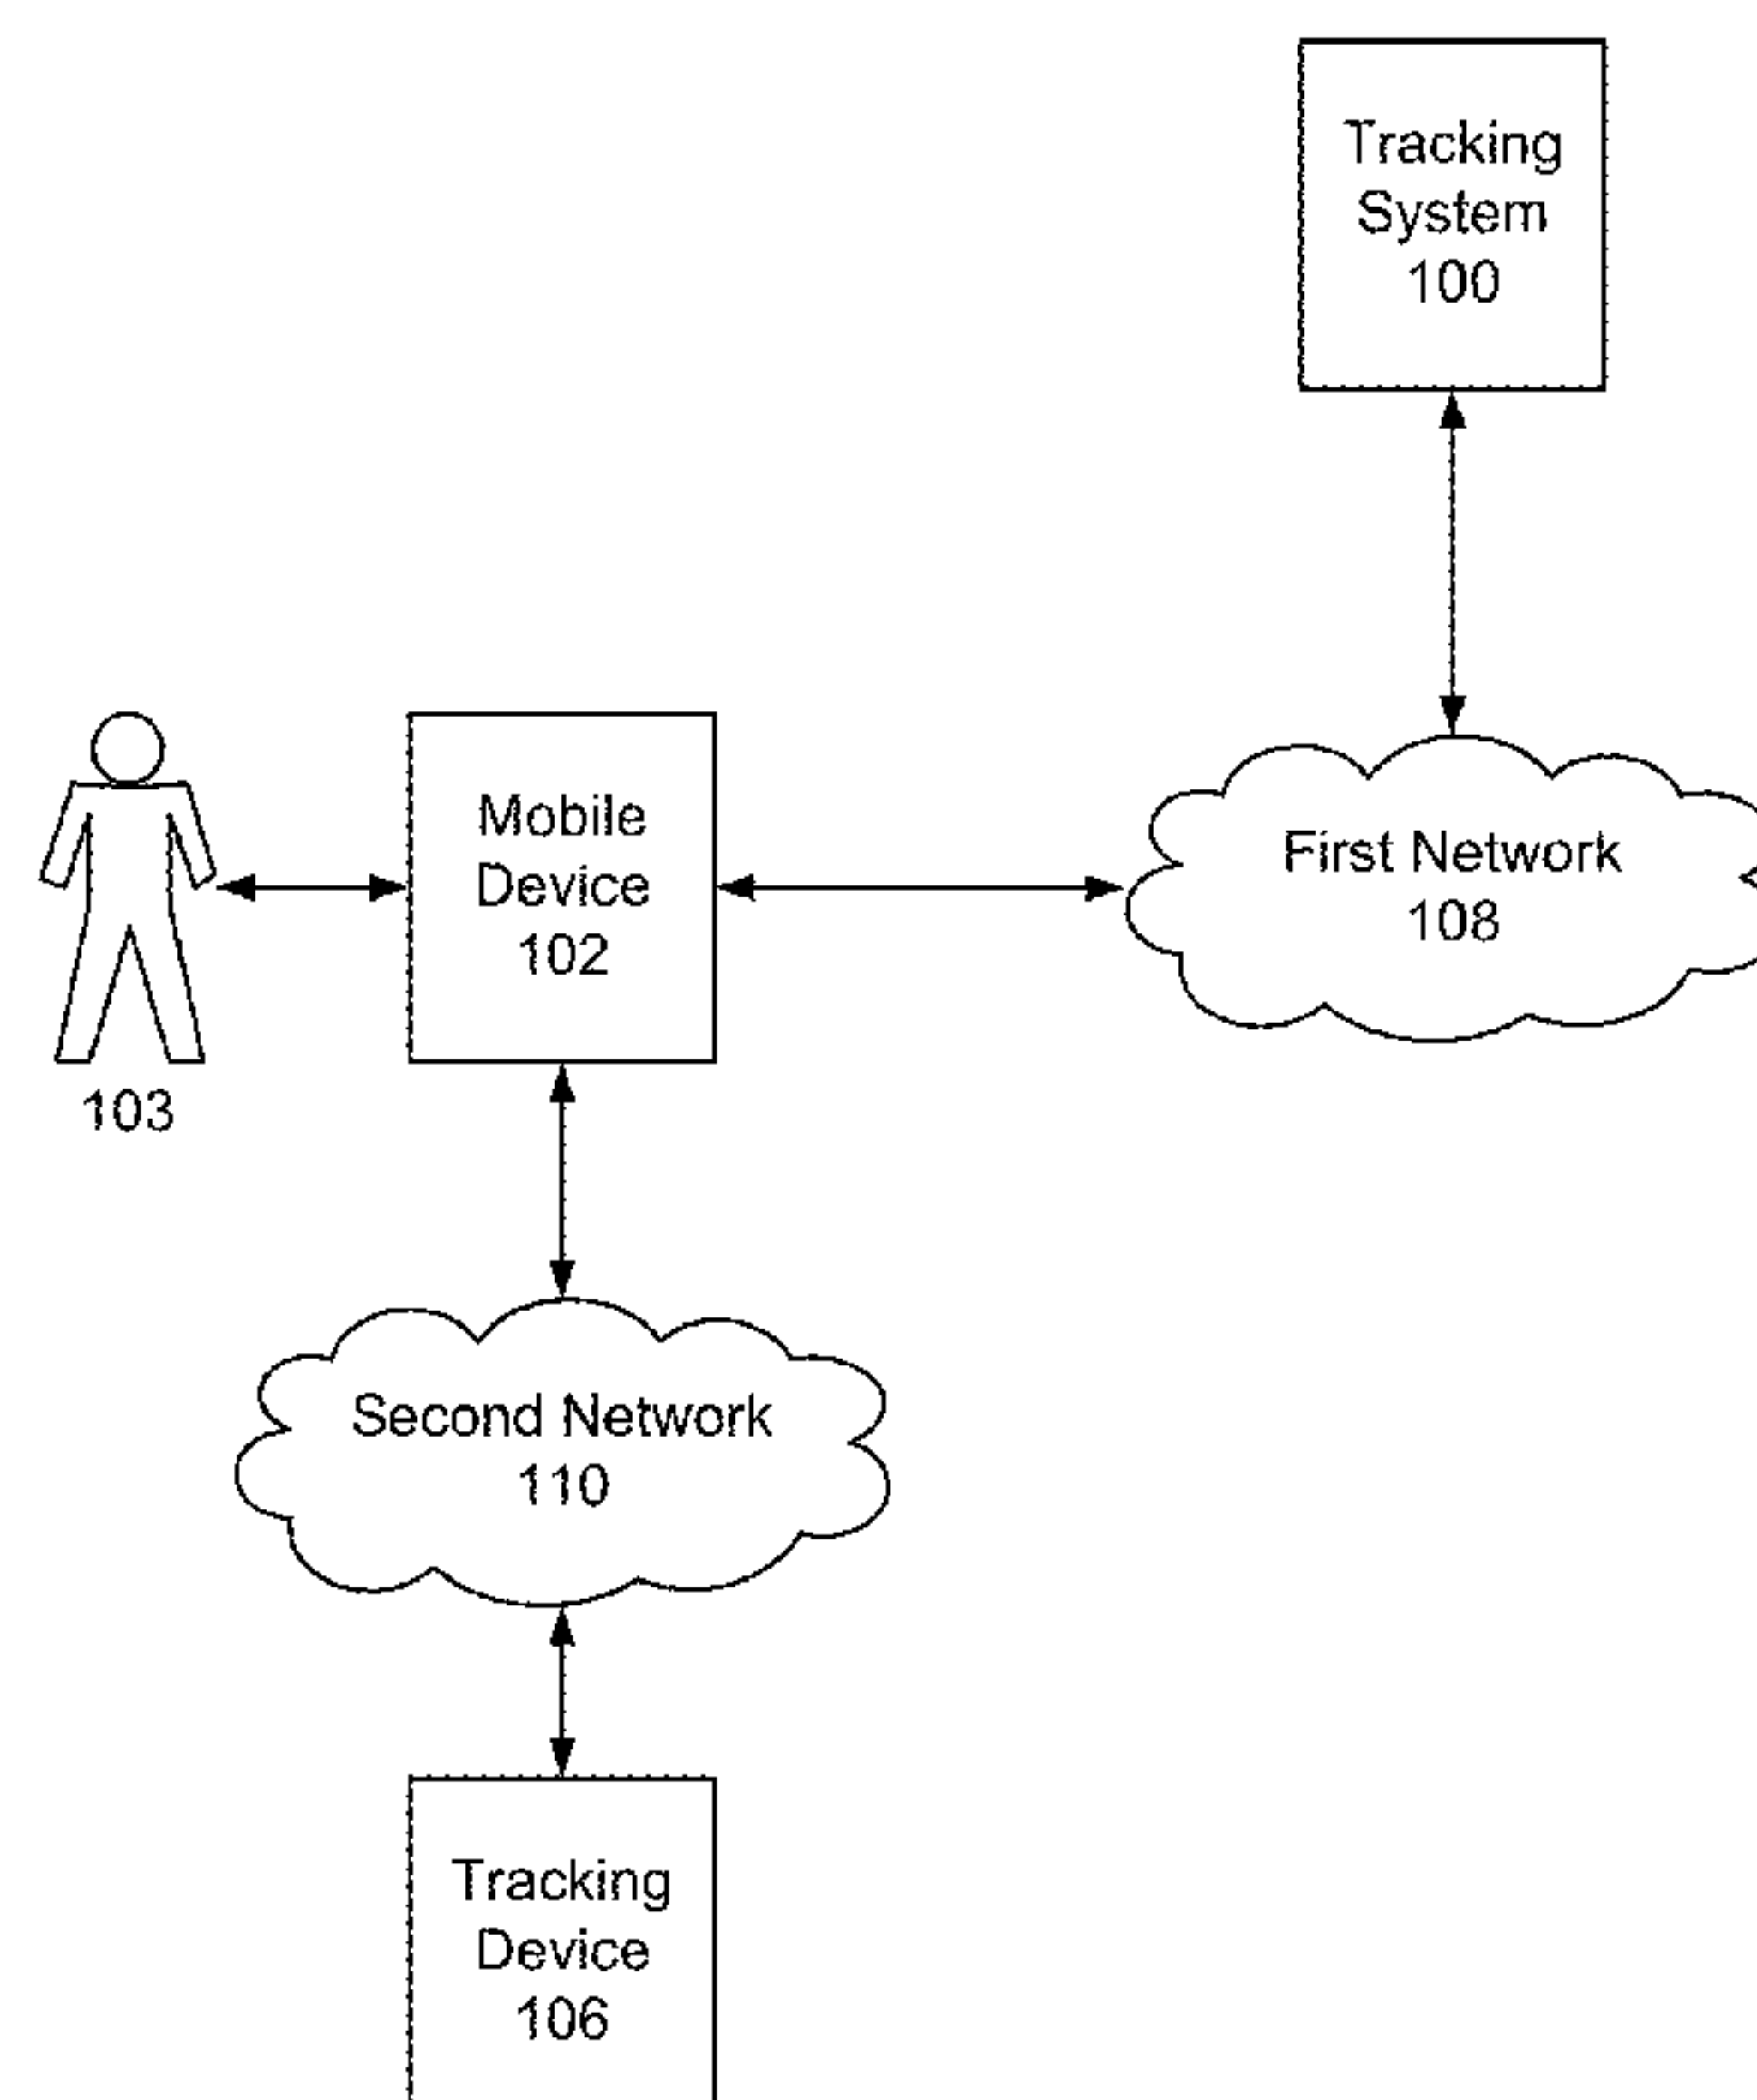 Tracking
System
100
Mobile
Device
102
First Network
108
103
Second Network
110
Tracking
Device
106